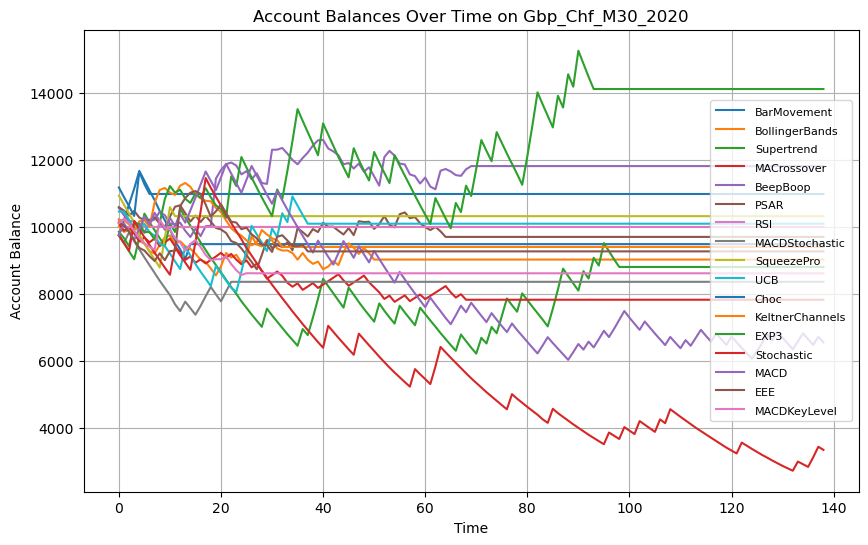 Account Balances Over Time on Gbp_Chf_M30_2020
Account Balance
14000
12000
10000
8000
6000
4000
0
20
40
60
80
100
120
140
Time
BarMovement
BollingerBands
Supertrend
MACrossover
BeepBoop
PSAR
RSI
MACDStochastic
SqueezePro
UCB
Choc
KeltnerChannels
EXP3
Stochastic
MACD
EEE
MACDKeyLevel